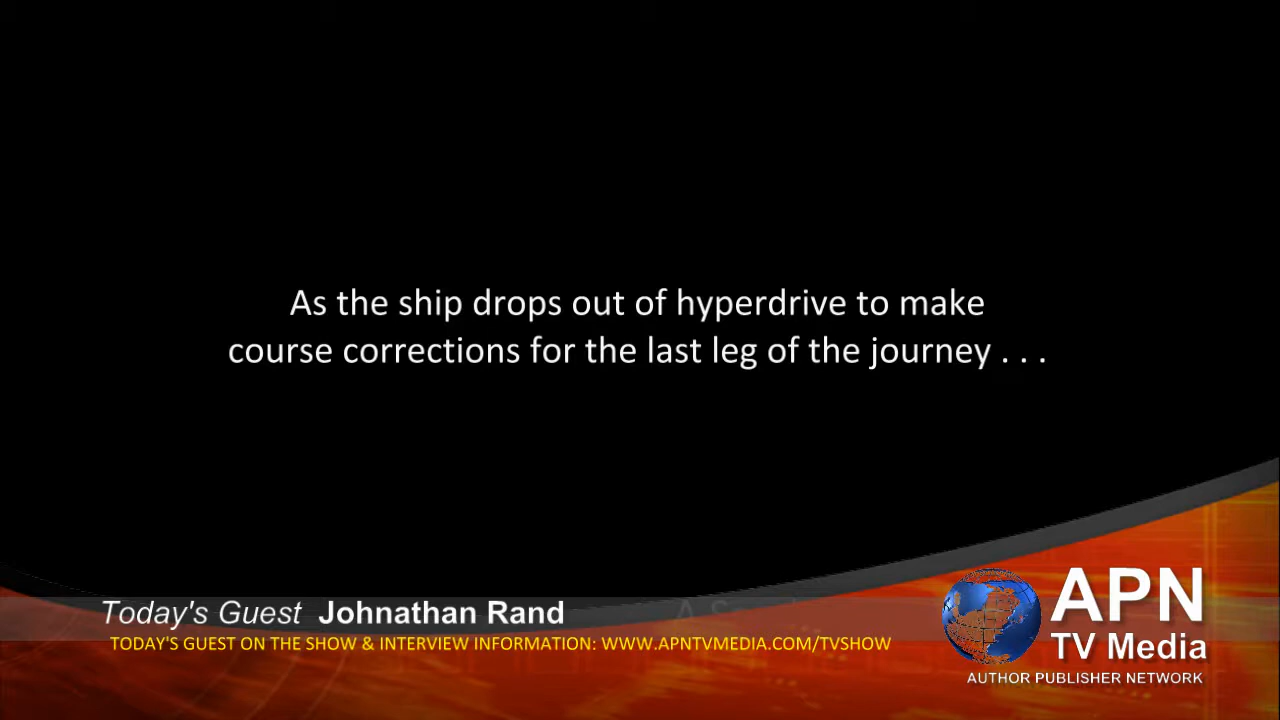 As the ship drops out of hyperdrive to make
course corrections for the last leg of the journey . . .
Today's Guest Johnathan Rand
TODAY'S GUEST ON THE SHOW & INTERVIEW INFORMATION: WWW.APNTVMEDIA.COM/TVSHOW
APN
TV Media
AUTHOR PUBLISHER NETWORK